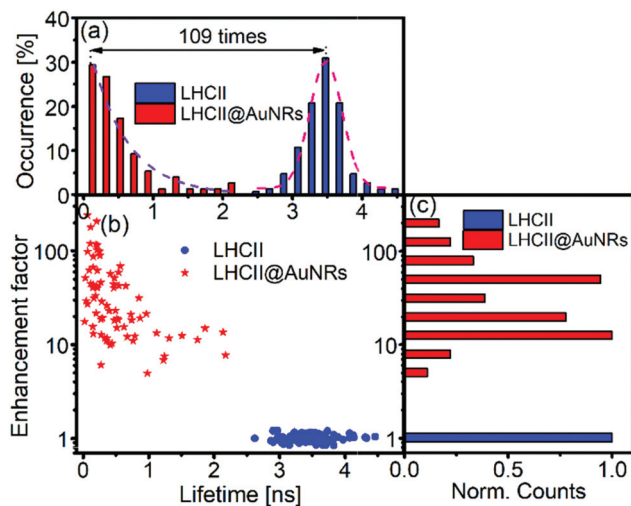 (a)
109 times
LHCII
LHCII@AuNRs
Occurrence [%]
40
30
20
10
0
0 1 2 3 4
(b)
LHCII
LHCII@AuNRs
Enhancement factor
100
10
1
0 1 2 3 4
Lifetime [ns]
(c)
LHCII
LHCII@AuNRs
100
10
1
0.0 0.5 1.0
Norm. Counts